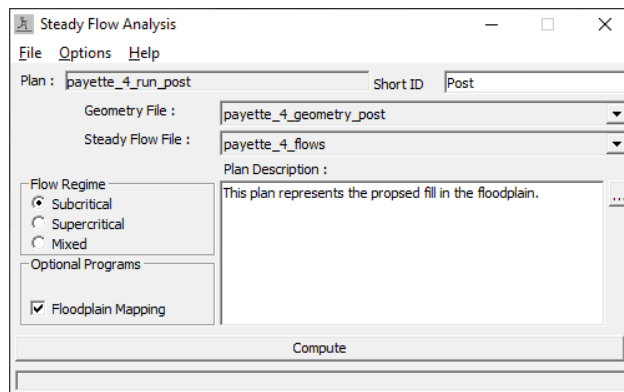 Steady Flow Analysis
File Options Help
Plan : payette_4_run_post Short ID Post
Geometry File : payette_4_geometry_post
Steady Flow File : payette_4_flows
Plan Description :
Flow Regime
Subcritical
Supercritical
Mixed
Optional Programs
Floodplain Mapping
This plan represents the propsed fill in the floodplain.
...
Compute